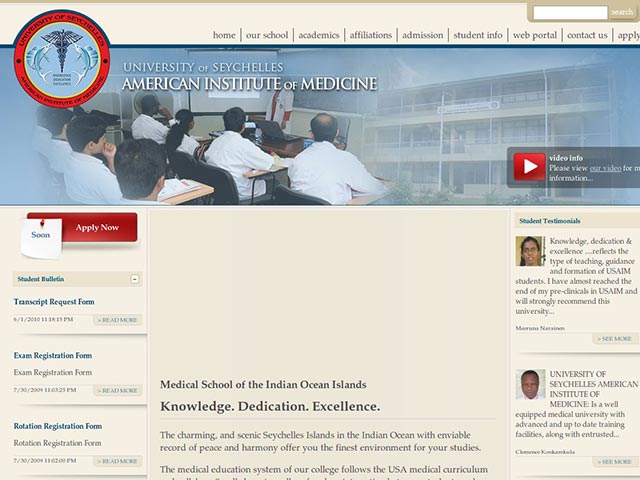 search
home
our school
academics
affiliations
admission
student info
web portal
contact us
apply
UNIVERSITY OF SEYCHELLES
AMERICAN INSTITUTE OF MEDICINE
KNOWLEDGE
DEDICATION
EXCELLENCE
UNIVERSITY of SEYCHELLES
AMERICAN INSTITUTE of MEDICINE
video info
Please view our video for m
information...
Soon
Apply Now
Student Bulletin
Transcript Request Form
6/1/2010 11:18:15 PM
> READ MORE
Exam Registration Form
Exam Registration Form
7/30/2009 11:03:25 PM
> READ MORE
Rotation Registration Form
Rotation Registration Form
7/30/2009 11:02:00 PM
> READ MORE
Medical School of the Indian Ocean Islands
Knowledge. Dedication. Excellence.
The charming, and scenic Seychelles Islands in the Indian Ocean with enviable
record of peace and harmony offer you the finest environment for your studies.
The medical education system of our college follows the USA medical curriculum
Student Testimonials
Knowledge, dedication &
excellence ....reflects the
type of teaching, guidance
and formation of USAIM
students. I have almost reached the
end of my pre-clinicals in USAIM and
will strongly recommend this
university...
Meeruna Narainen
> SEE MORE
UNIVERSITY OF
SEYCHELLES AMERICAN
INSTITUTE OF
MEDICINE: Is a well
equipped medical university with
advanced and up to date training
facilities, along with entrusted...
Clemence Konkamkula
> SEE MORE